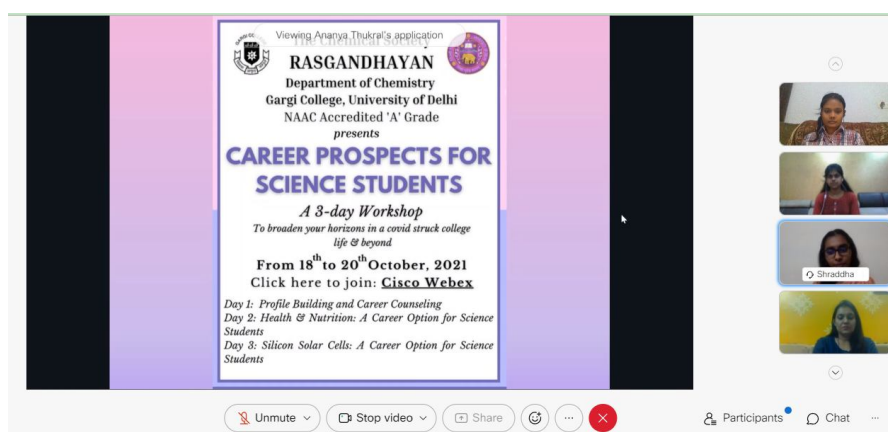 Viewing Ananya Thukral's application
The Chemical Society
RASGANDHAYAN
Department of Chemistry
Gargi College, University of Delhi
NAAC Accredited 'A' Grade
presents
CAREER PROSPECTS FOR
SCIENCE STUDENTS
A 3-day Workshop
To broaden your horizons in a covid struck college
life & beyond
From 18th to 20th October, 2021
Click here to join: Cisco Webex
Day 1: Profile Building and Career Counseling
Day 2: Health & Nutrition: A Career Option for Science
Students
Day 3: Silicon Solar Cells: A Career Option for Science
Students
Shraddha
Unmute
Stop video
Share
Participants
Chat